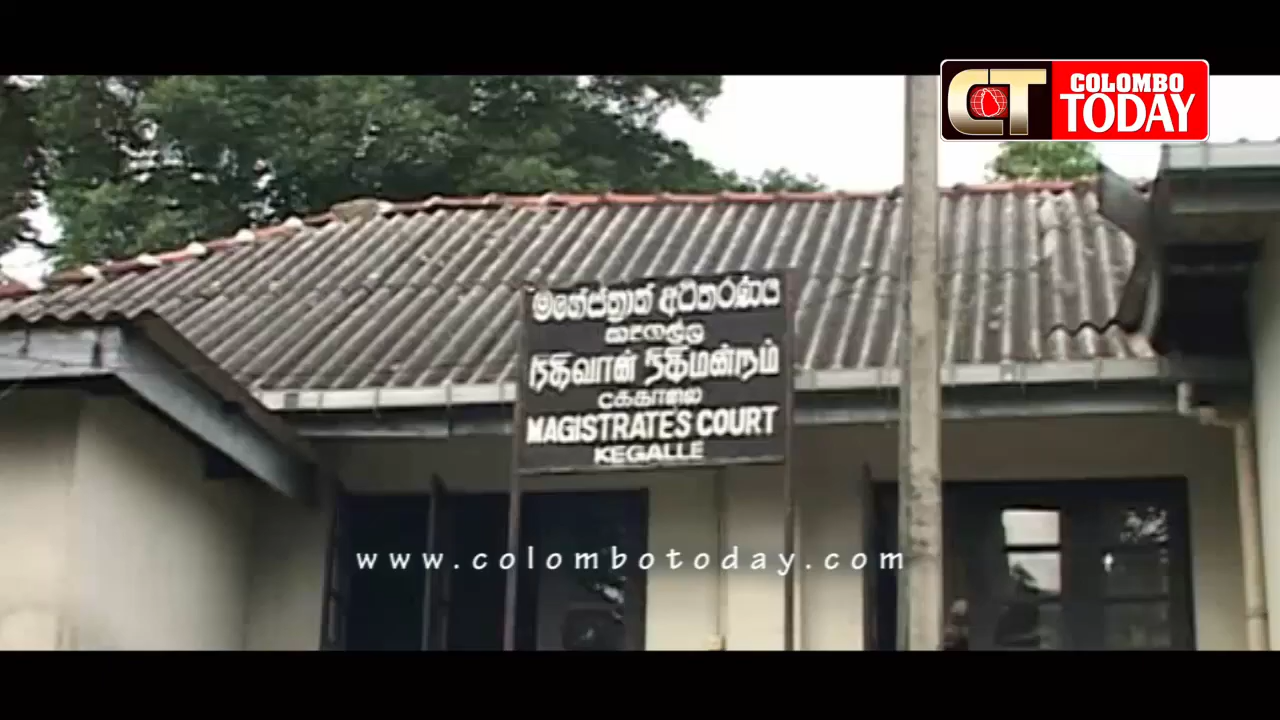 CT COLOMBO
TODAY
මහේස්ත්‍රාත් අධිකරණය
කෑගල්ල
நீதிவான் நீதிமன்றம்
கேகாலை
MAGISTRATES COURT
KEGALLE
www.colombotoday.com